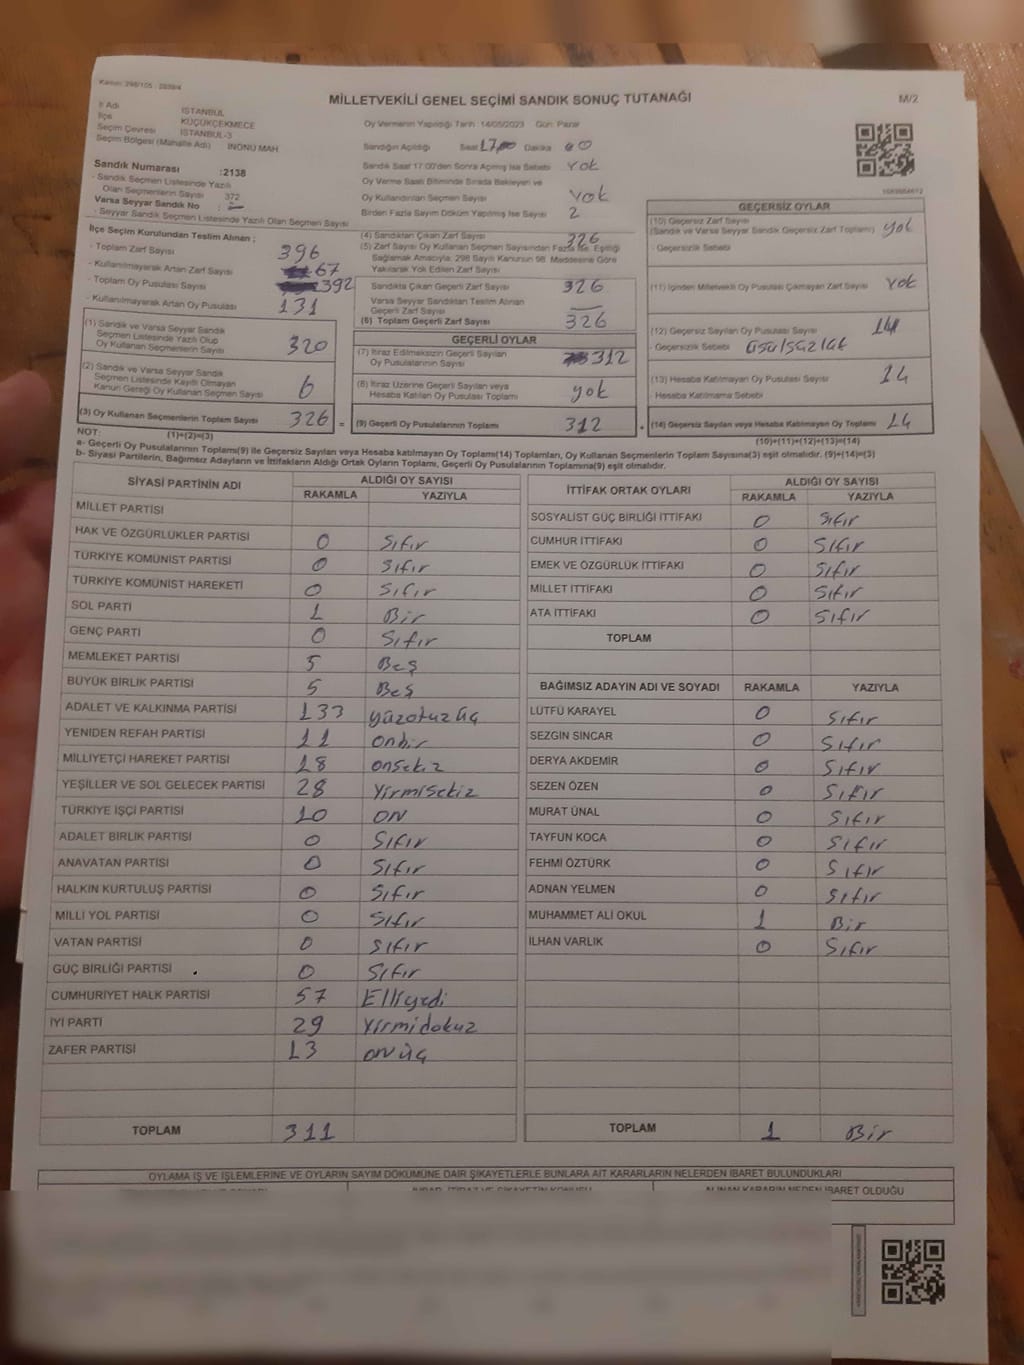 Kanun: 298/105 - 2839/4
MİLLETVEKİLİ GENEL SEÇİMİ SANDIK SONUÇ TUTANAĞI
M/2
İl Adı İSTANBUL
İlçe KÜÇÜKÇEKMECE
Seçim Çevresi İSTANBUL-3
Seçim Bölgesi (Mahalle Adı) İNÖNÜ MAH
Sandık Numarası :2138
- Sandık Seçmen Listesinde Yazılı
Olan Seçmenlerin Sayısı 372
Varsa Seyyar Sandık No : -
- Seyyar Sandık Seçmen Listesinde Yazılı Olan Seçmen Sayısı
İlçe Seçim Kurulundan Teslim Alınan ;
- Toplam Zarf Sayısı 396
- Kullanılmayarak Artan Zarf Sayısı 67
- Toplam Oy Pusulası Sayısı 392
- Kullanılmayarak Artan Oy Pusulası 131
(1) Sandık ve Varsa Seyyar Sandık
Seçmen Listesinde Yazılı Olup
Oy Kullanan Seçmenlerin Sayısı 320
(2) Sandık ve Varsa Seyyar Sandık
Seçmen Listesinde Kayıtlı Olmayan
Kanun Gereği Oy Kullanan Seçmen Sayısı 6
(3) Oy Kullanan Seçmenlerin Toplam Sayısı 326 =
Oy Vermenin Yapıldığı Tarih 14/05/2023 Gün: Pazar
Sandığın Açıldığı Saat 17,00 Dakika 00
Sandık Saat 17:00'den Sonra Açılmış İse Sebebi Yok
Oy Verme Saati Bitiminde Sırada Bekleyen ve
Oy Kullandırılan Seçmen Sayısı Yok
Birden Fazla Sayım Döküm Yapılmış İse Sayısı 2
(4) Sandıktan Çıkan Zarf Sayısı 326
(5) Zarf Sayısı Oy Kullanan Seçmen Sayısından Fazla İse, Eşitliği
Sağlamak Amacıyla; 298 Sayılı Kanunun 98. Maddesine Göre
Yakılarak Yok Edilen Zarf Sayısı
Sandıkta Çıkan Geçerli Zarf Sayısı 326
Varsa Seyyar Sandıktan Teslim Alınan
Geçerli Zarf Sayısı -
(6) Toplam Geçerli Zarf Sayısı 326
GEÇERLİ OYLAR
(7) İtiraz Edilmeksizin Geçerli Sayılan
Oy Pusulalarının Sayısı 312
(8) İtiraz Üzerine Geçerli Sayılan veya
Hesaba Katılan Oy Pusulası Toplamı yok
(9) Geçerli Oy Pusulalarının Toplamı 312 +
1689884612
GEÇERSİZ OYLAR
(10) Geçersiz Zarf Sayısı
(Sandık ve Varsa Seyyar Sandık Geçersiz Zarf Toplamı) yok
- Geçersizlik Sebebi
(11) İçinden Milletvekili Oy Pusulası Çıkmayan Zarf Sayısı Yok
(12) Geçersiz Sayılan Oy Pusulası Sayısı 14
- Geçersizlik Sebebi
(13) Hesaba Katılmayan Oy Pusulası Sayısı 14
- Hesaba Katılmama Sebebi
(14) Geçersiz Sayılan veya Hesaba Katılmayan Oy Toplamı 14
NOT: (1)+(2)=(3)
(10)+(11)+(12)+(13)=(14)
a- Geçerli Oy Pusulaları Toplamı(9) ile Geçersiz Sayılan veya Hesaba katılmayan Oy Toplamı(14) Toplamları, Oy Kullanan Seçmenlerin Toplam Sayısına(3) eşit olmalıdır. (9)+(14)=(3)
b- Siyasi Partilerin, Bağımsız Adayların ve İttifakların Aldığı Ortak Oyların Toplamı, Geçerli Oy Pusulalarının Toplamına(9) eşit olmalıdır.
SİYASİ PARTİNİN ADI ALDIĞI OY SAYISI
RAKAMLA YAZIYLA
MİLLET PARTİSİ
HAK VE ÖZGÜRLÜKLER PARTİSİ 0 Sıfır
TÜRKİYE KOMÜNİST PARTİSİ 0 Sıfır
TÜRKİYE KOMÜNİST HAREKETİ 0 Sıfır
SOL PARTİ 1 Bir
GENÇ PARTİ 0 Sıfır
MEMLEKET PARTİSİ 5 Beş
BÜYÜK BİRLİK PARTİSİ 5 Beş
ADALET VE KALKINMA PARTİSİ 133 yüzotuz üç
YENİDEN REFAH PARTİSİ 11 onbir
MİLLİYETÇİ HAREKET PARTİSİ 18 onsekiz
YEŞİLLER VE SOL GELECEK PARTİSİ 28 Yirmisekiz
TÜRKİYE İŞÇİ PARTİSİ 10 ON
ADALET BİRLİK PARTİSİ 0 Sıfır
ANAVATAN PARTİSİ 0 Sıfır
HALKIN KURTULUŞ PARTİSİ 0 Sıfır
MİLLİ YOL PARTİSİ 0 Sıfır
VATAN PARTİSİ 0 Sıfır
GÜÇ BİRLİĞİ PARTİSİ 0 Sıfır
CUMHURİYET HALK PARTİSİ 57 Elliyedi
İYİ PARTİ 29 Yirmidokuz
ZAFER PARTİSİ 13 on üç
TOPLAM 311
İTTİFAK ORTAK OYLARI ALDIĞI OY SAYISI
RAKAMLA YAZIYLA
SOSYALİST GÜÇ BİRLİĞİ İTTİFAKI 0 Sıfır
CUMHUR İTTİFAKI 0 Sıfır
EMEK VE ÖZGÜRLÜK İTTİFAKI 0 Sıfır
MİLLET İTTİFAKI 0 Sıfır
ATA İTTİFAKI 0 Sıfır
TOPLAM
BAĞIMSIZ ADAYIN ADI VE SOYADI RAKAMLA YAZIYLA
LÜTFÜ KARAYEL 0 Sıfır
SEZGİN SİNCAR 0 Sıfır
DERYA AKDEMİR 0 Sıfır
SEZEN ÖZEN 0 Sıfır
MURAT ÜNAL 0 Sıfır
TAYFUN KOCA 0 Sıfır
FEHMİ ÖZTÜRK 0 Sıfır
ADNAN YELMEN 0 Sıfır
MUHAMMET ALİ OKUL 1 Bir
İLHAN VARLIK 0 Sıfır
TOPLAM 1 Bir
OYLAMA İŞ VE İŞLEMLERİNE VE OYLARIN SAYIM DÖKÜMÜNE DAİR ŞİKAYETLERLE BUNLARA AİT KARARLARIN NELERDEN İBARET BULUNDUKLARI
İHBAR, İTİRAZ VE ŞİKAYETİN KONUSU ALINAN KARARIN NEDEN İBARET OLDUĞU